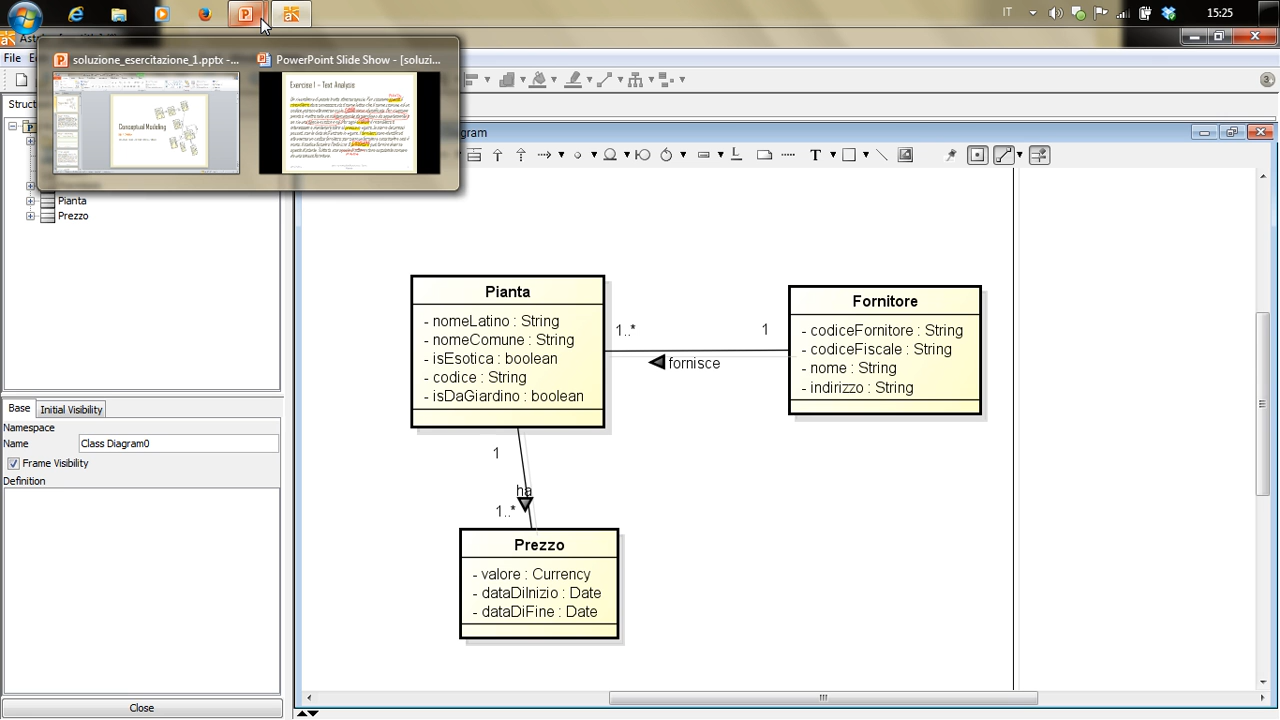 IT
15:25
File
soluzione_esercitazione_1.pptx -...
PowerPoint Slide Show - [soluzi...
Conceptual Modeling
Exercise 1 – Text Analysis
Struct
agram
T
Pianta
Prezzo
Base
Initial Visibility
Namespace
Name
Class Diagram0
Frame Visibility
Definition
Close
Pianta
- nomeLatino : String
- nomeComune : String
- isEsotica : boolean
- codice : String
- isDaGiardino : boolean
1..*
1
fornisce
Fornitore
- codiceFornitore : String
- codiceFiscale : String
- nome : String
- indirizzo : String
1
ha
1..*
Prezzo
- valore : Currency
- dataDiInizio : Date
- dataDiFine : Date